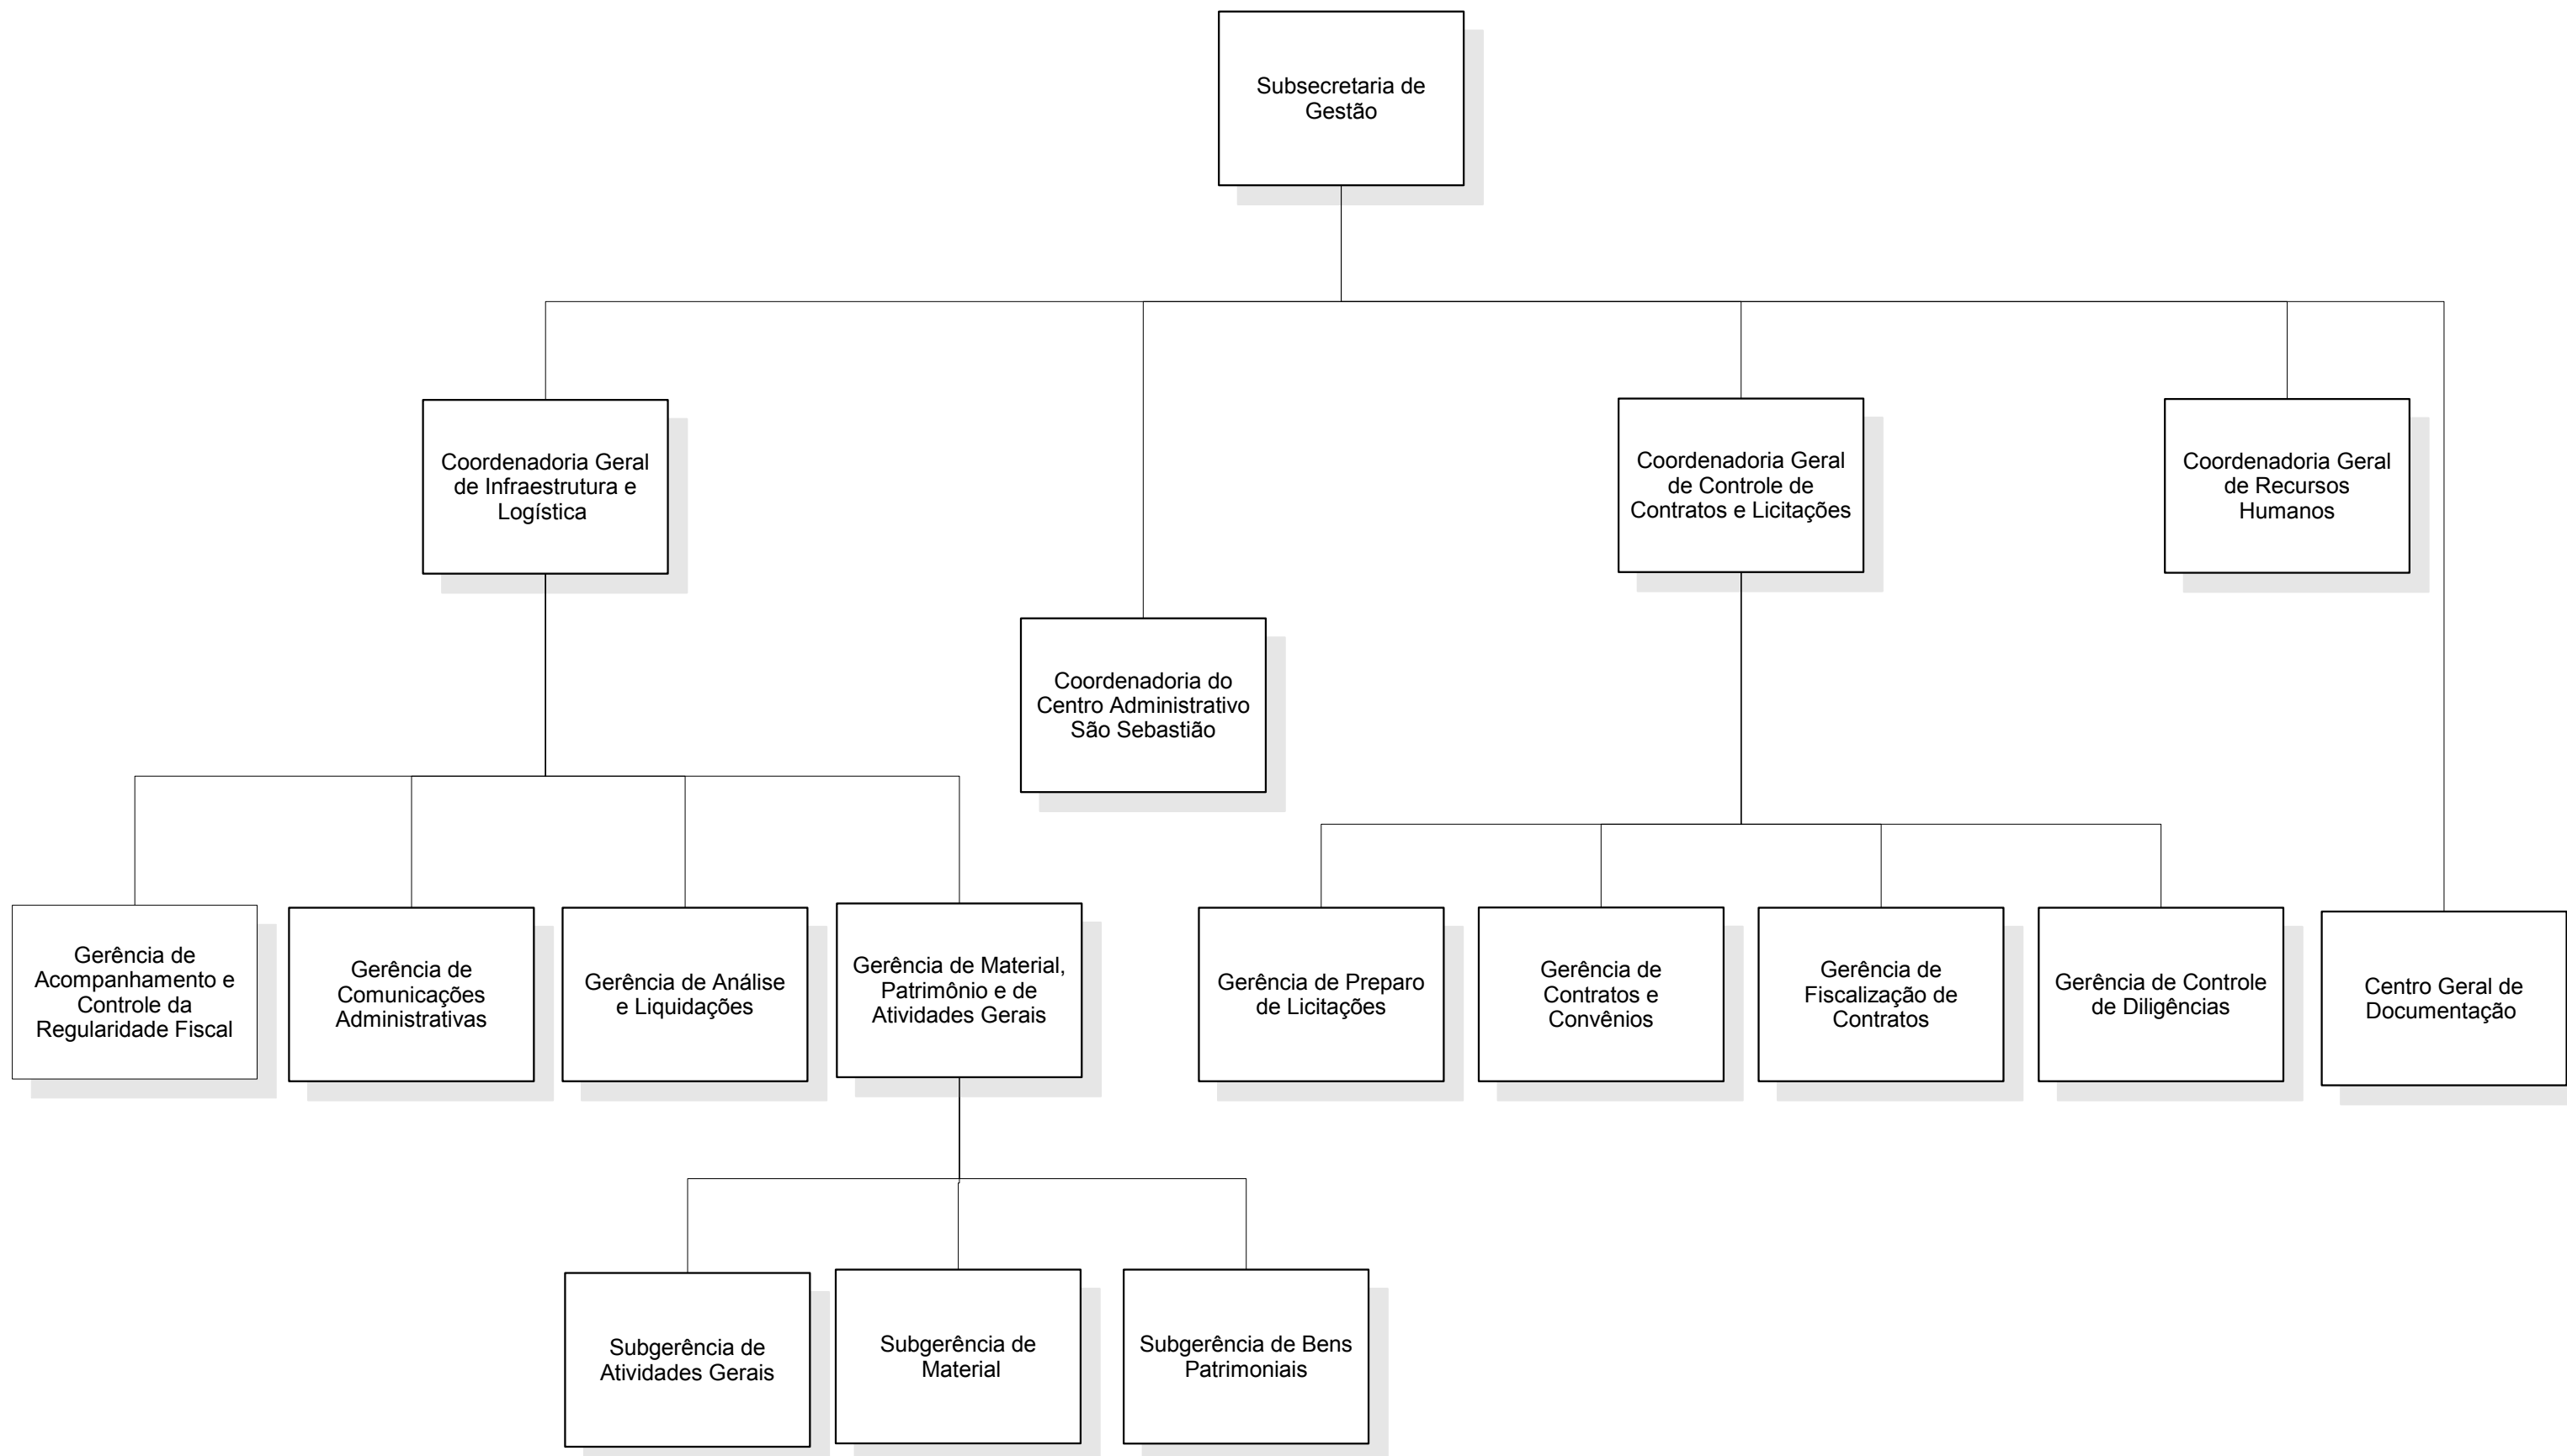 Subsecretaria de
Gestão
Coordenadoria Geral
de Infraestrutura e
Logística
Coordenadoria Geral
de Controle de
Contratos e Licitações
Coordenadoria Geral
de Recursos
Humanos
Coordenadoria do
Centro Administrativo
São Sebastião
Gerência de
Acompanhamento e
Controle da
Regularidade Fiscal
Gerência de
Comunicações
Administrativas
Gerência de Análise
e Liquidações
Gerência de Material,
Patrimônio e de
Atividades Gerais
Gerência de Preparo
de Licitações
Gerência de
Contratos e
Convênios
Gerência de
Fiscalização de
Contratos
Gerência de Controle
de Diligências
Centro Geral de
Documentação
Subgerência de
Atividades Gerais
Subgerência de
Material
Subgerência de Bens
Patrimoniais